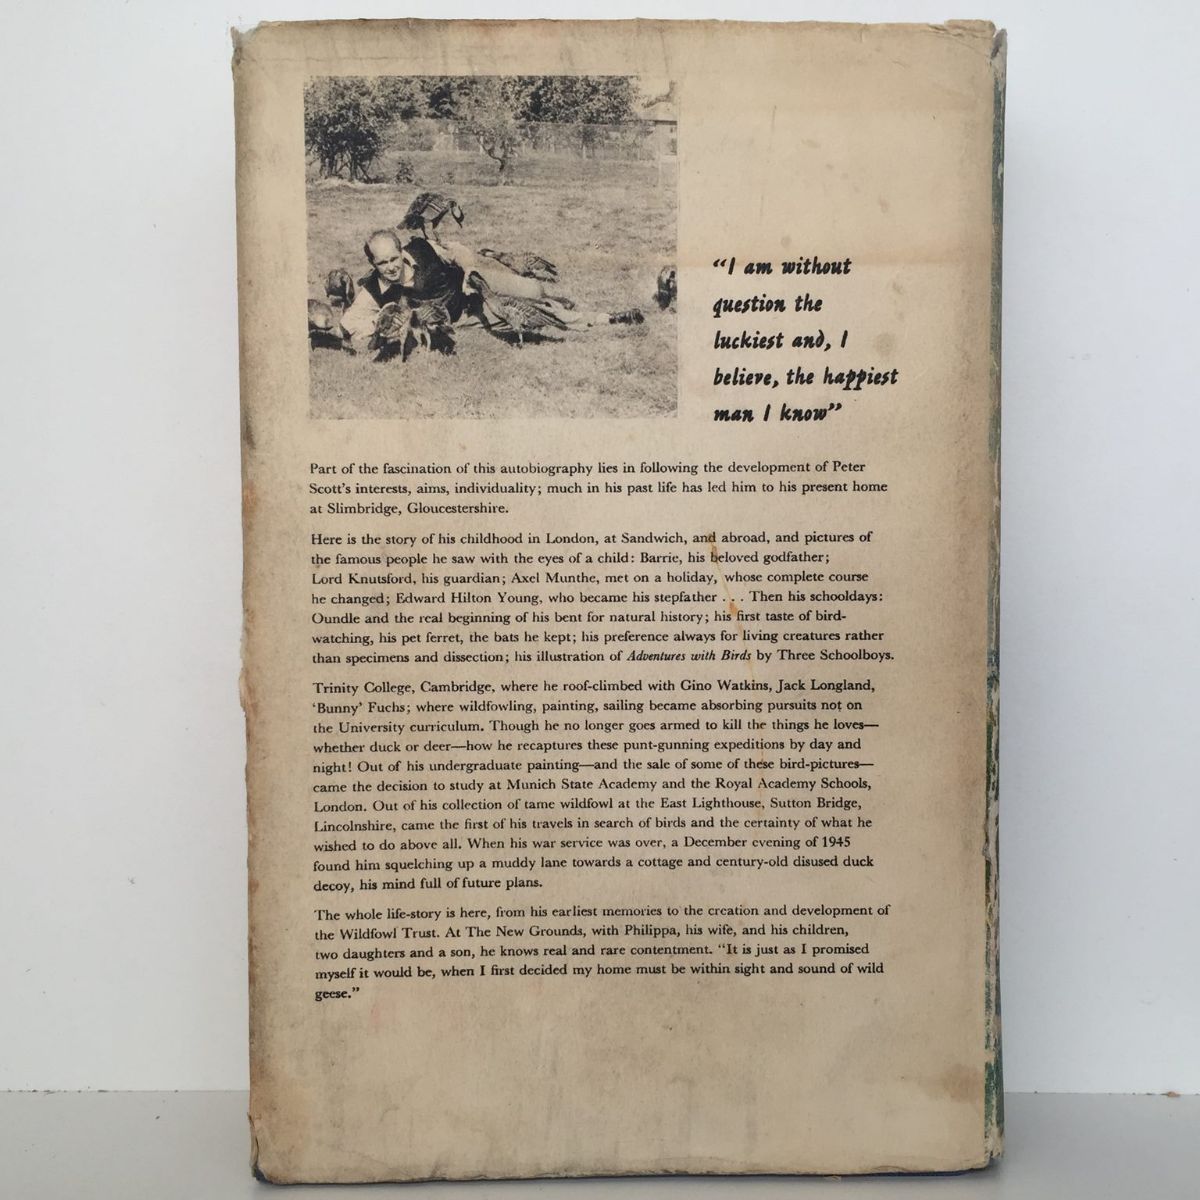 “I am without
question the
luckiest and, I
believe, the happiest
man I know”
Part of the fascination of this autobiography lies in following the development of Peter
Scott's interests, aims, individuality; much in his past life has led him to his present home
at Slimbridge, Gloucestershire.
Here is the story of his childhood in London, at Sandwich, and abroad, and pictures of
the famous people he saw with the eyes of a child: Barrie, his beloved godfather;
Lord Knutsford, his guardian; Axel Munthe, met on a holiday, whose complete course
he changed; Edward Hilton Young, who became his stepfather . . . Then his schooldays:
Oundle and the real beginning of his bent for natural history; his first taste of bird-
watching, his pet ferret, the bats he kept; his preference always for living creatures rather
than specimens and dissection; his illustration of Adventures with Birds by Three Schoolboys.
Trinity College, Cambridge, where he roof-climbed with Gino Watkins, Jack Longland,
‘Bunny’ Fuchs; where wildfowling, painting, sailing became absorbing pursuits not on
the University curriculum. Though he no longer goes armed to kill the things he loves—
whether duck or deer—how he recaptures these punt-gunning expeditions by day and
night! Out of his undergraduate painting—and the sale of some of these bird-pictures—
came the decision to study at Munich State Academy and the Royal Academy Schools,
London. Out of his collection of tame wildfowl at the East Lighthouse, Sutton Bridge,
Lincolnshire, came the first of his travels in search of birds and the certainty of what he
wished to do above all. When his war service was over, a December evening of 1945
found him squelching up a muddy lane towards a cottage and century-old disused duck
decoy, his mind full of future plans.
The whole life-story is here, from his earliest memories to the creation and development of
the Wildfowl Trust. At The New Grounds, with Philippa, his wife, and his children,
two daughters and a son, he knows real and rare contentment. “It is just as I promised
myself it would be, when I first decided my home must be within sight and sound of wild
geese.”